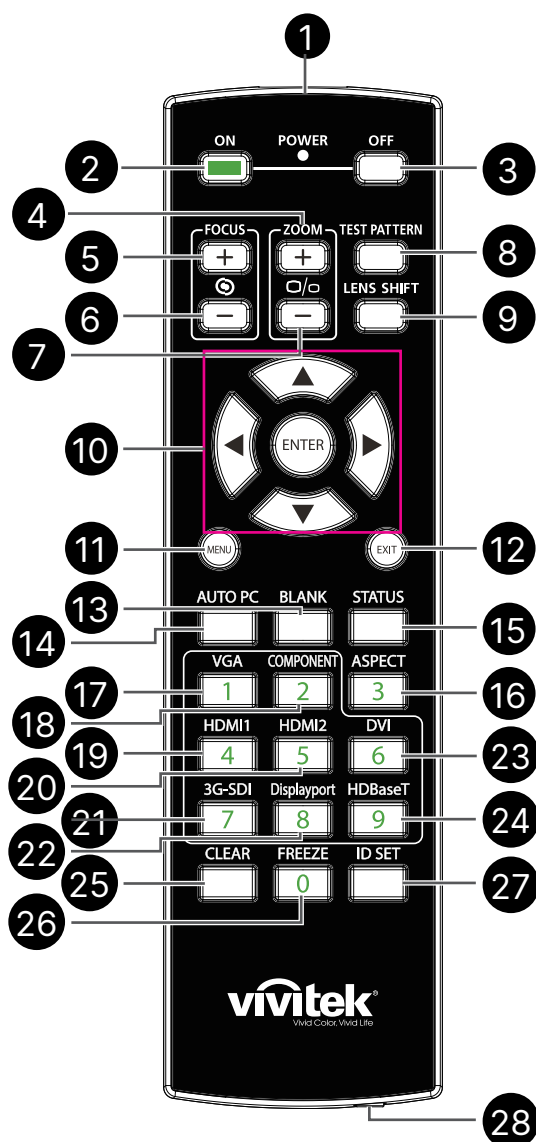 1
ON POWER OFF
2
3
4
FOCUS ZOOM TEST PATTERN
5
+ +
8
6
− −
LENS SHIFT
9
7
10
ENTER
11
MENU
EXIT
12
13
AUTO PC BLANK STATUS
14
15
VGA COMPONENT ASPECT
17
1 2 3
16
18
HDMI1 HDMI2 DVI
19
4 5 6
23
20
3G-SDI Displayport HDBaseT
21
7 8 9
24
22
CLEAR FREEZE ID SET
25
0
27
26
vivitek®
Vivid Color, Vivid Life
28